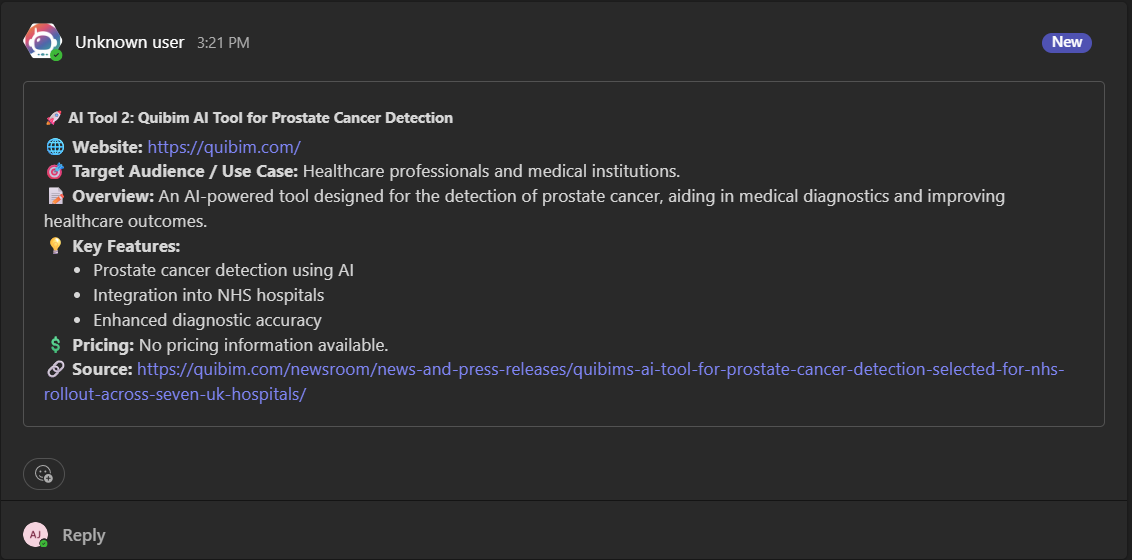 Unknown user 3:21 PM
New
🚀 AI Tool 2: Quibim AI Tool for Prostate Cancer Detection
🌐 Website: https://quibim.com/
🎯 Target Audience / Use Case: Healthcare professionals and medical institutions.
📝 Overview: An AI-powered tool designed for the detection of prostate cancer, aiding in medical diagnostics and improving
healthcare outcomes.
💡 Key Features:
• Prostate cancer detection using AI
• Integration into NHS hospitals
• Enhanced diagnostic accuracy
💲 Pricing: No pricing information available.
🔗 Source: https://quibim.com/newsroom/news-and-press-releases/quibims-ai-tool-for-prostate-cancer-detection-selected-for-nhs-
rollout-across-seven-uk-hospitals/
AJ Reply